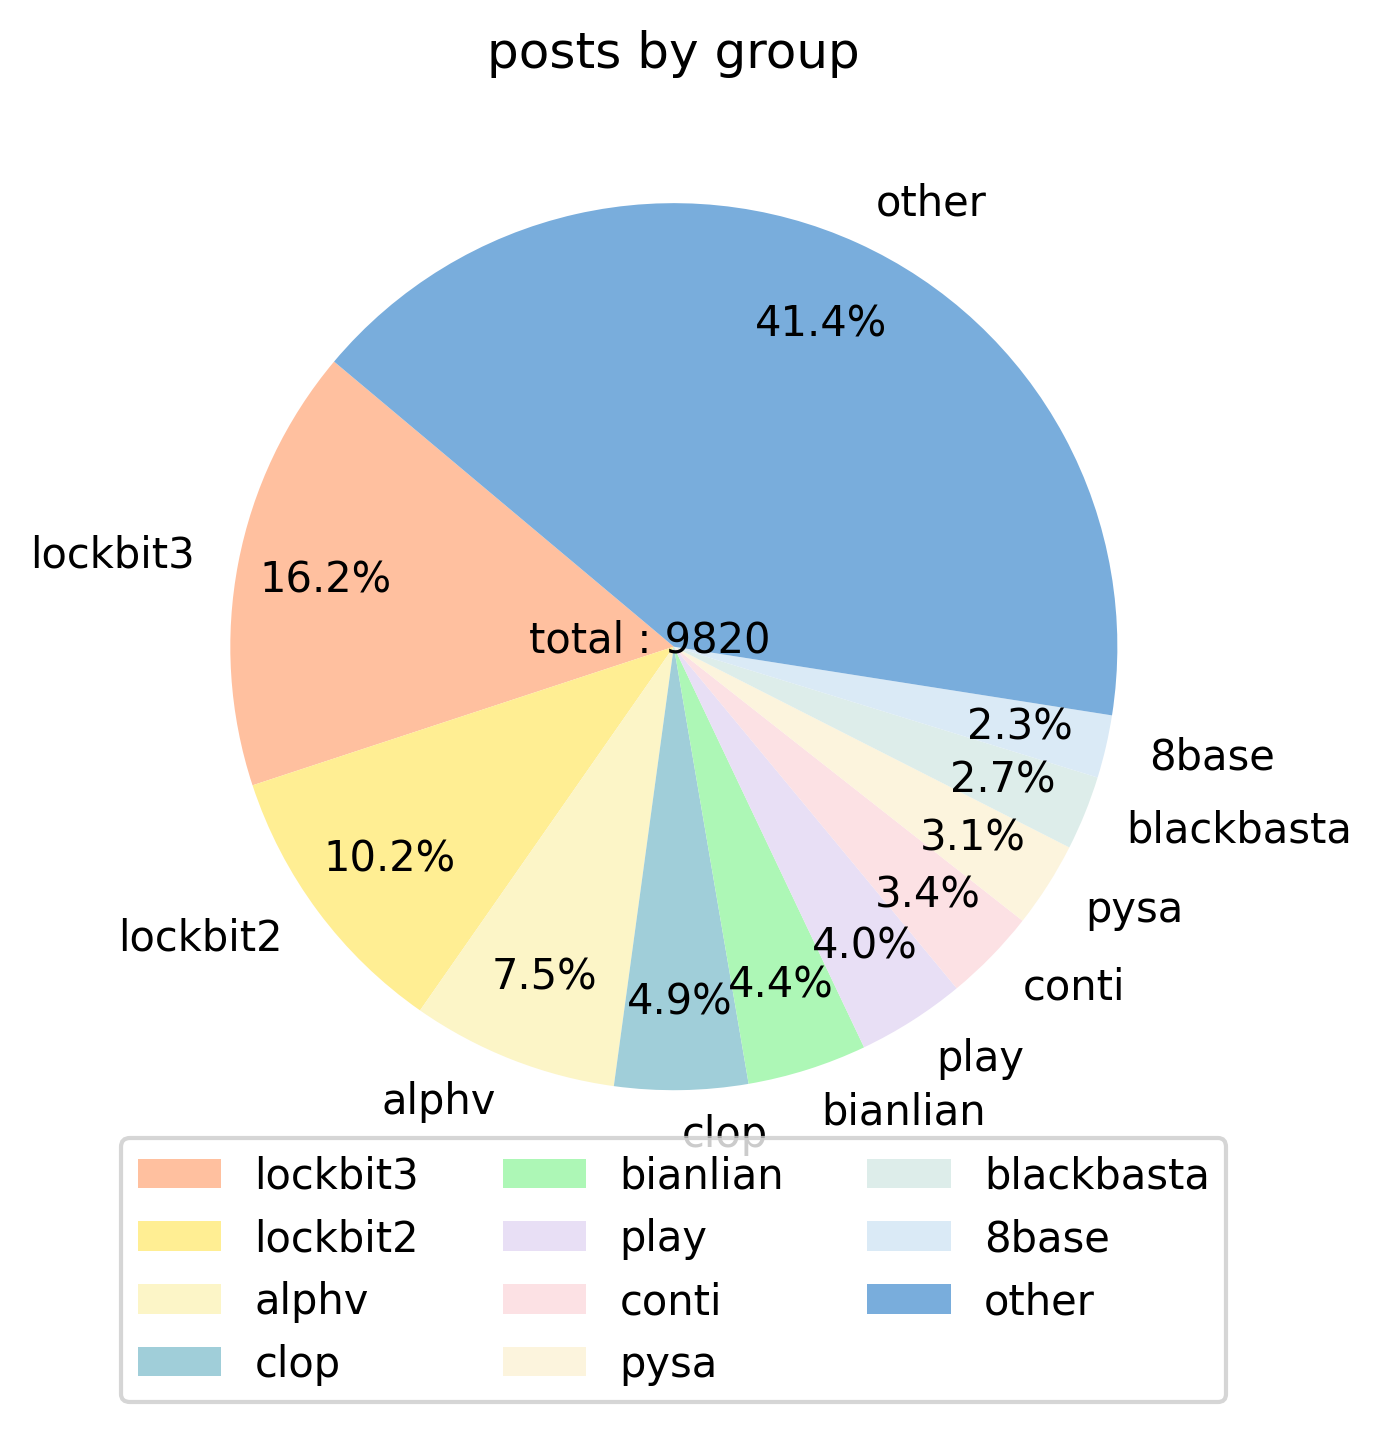 posts by group
other
41.4%
lockbit3
16.2%
total : 9820
2.3%
8base
2.7%
blackbasta
3.1%
10.2%
3.4%
pysa
lockbit2
4.0%
7.5%
4.4%
4.9%
conti
play
alphv
bianlian
clop
lockbit3
lockbit2
alphv
clop
bianlian
play
conti
pysa
blackbasta
8base
other